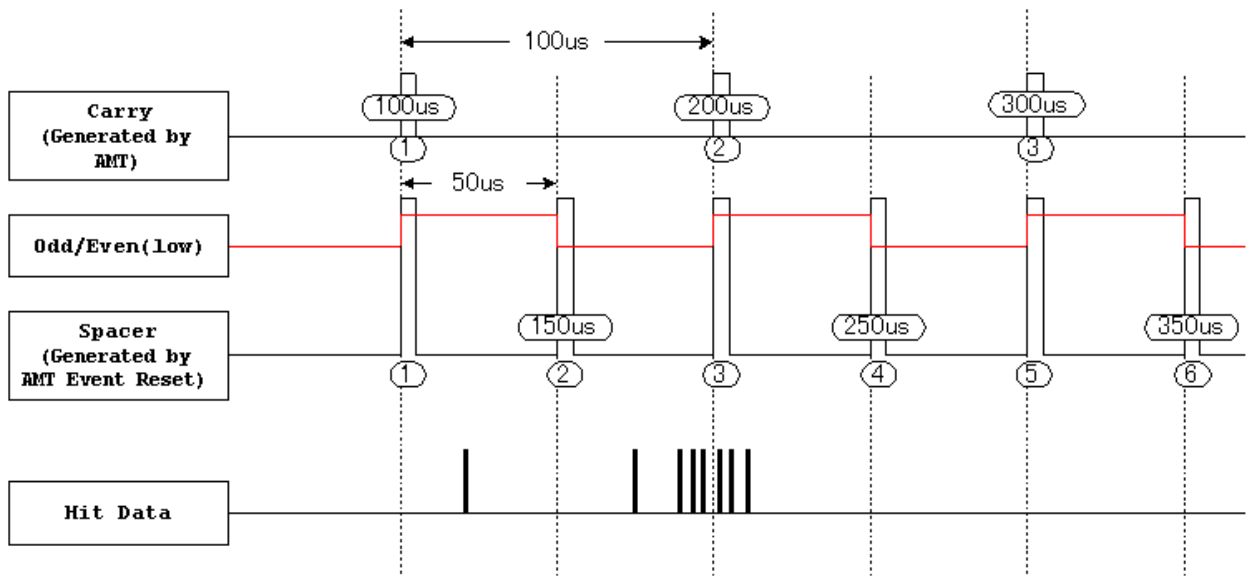 100us
Carry
(Generated by
AMT)
100us
200us
300us
1
2
3
50us
Odd/Even(low)
Spacer
(Generated by
AMT Event Reset)
150us
250us
350us
1
2
3
4
5
6
Hit Data